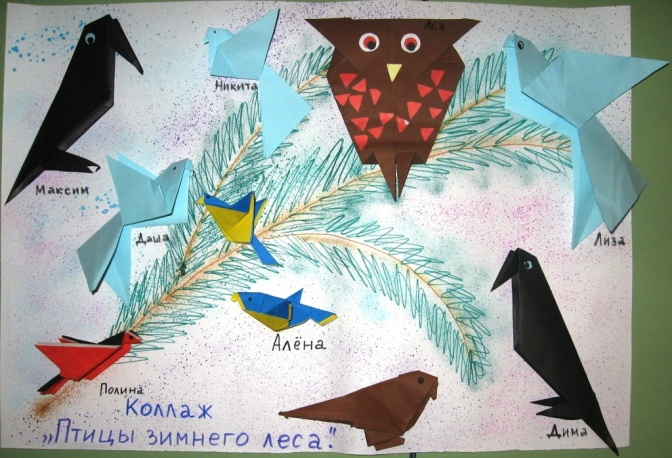 Ася
Никита
Максим
Даша
Лиза
Алёна
Полина
Дима
Коллаж
„Птицы зимнего леса."